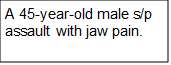 A 45-year-old male s/p
assault with jaw pain.